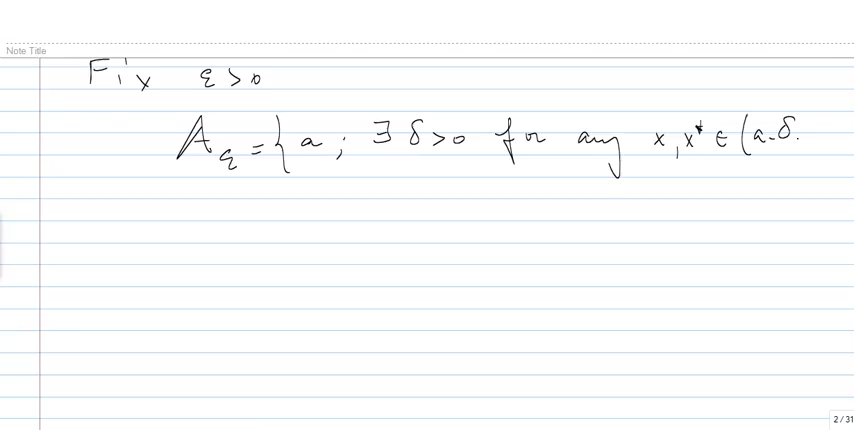 Note Title
Fix ε > 0
A_ε = { a ; ∃ δ > 0 for any x, x* ∈ (a-δ.
2 / 31